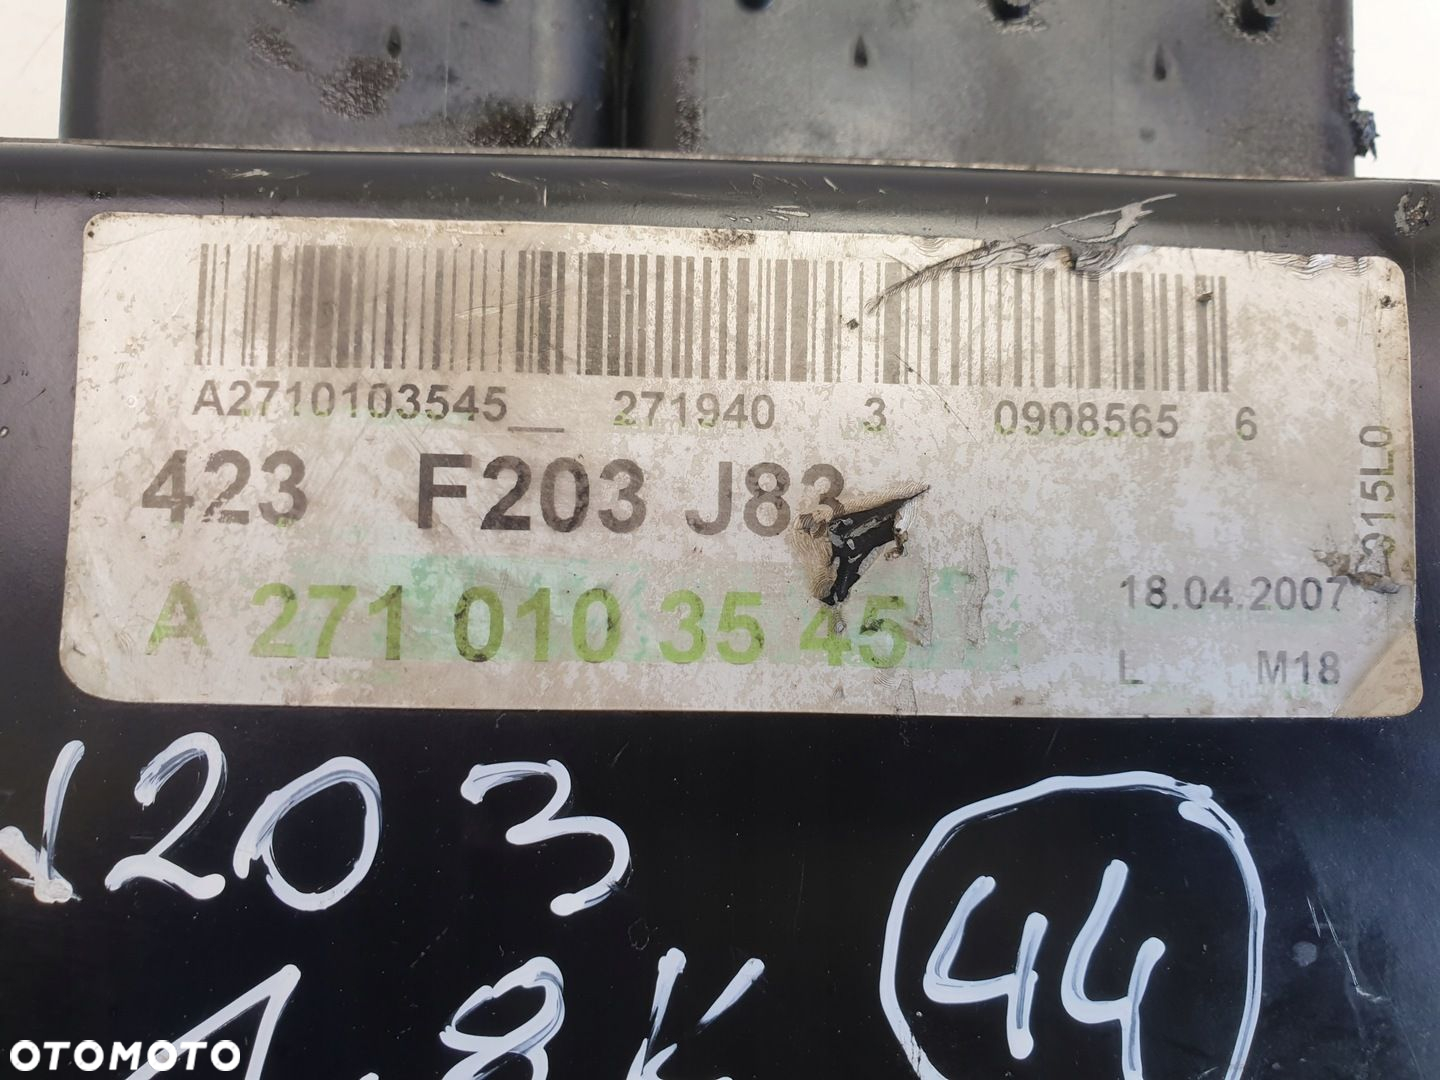 A2710103545__ 271940 3 0908565 6
423 F203 J83
A 271 010 35 45
18.04.2007
L M18
203
44
1.8K
OTOMOTO